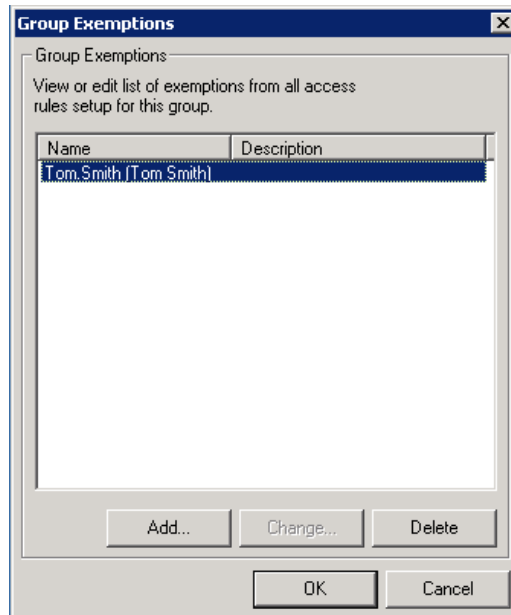 Group Exemptions
Group Exemptions
View or edit list of exemptions from all access
rules setup for this group.
Name Description
Tom.Smith (Tom Smith)
Add... Change... Delete
OK Cancel